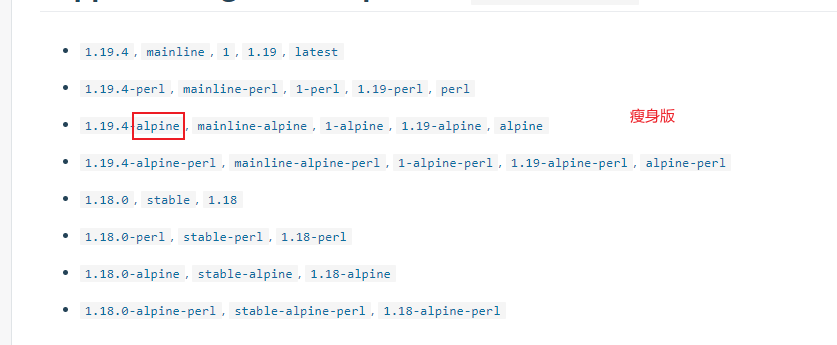 1.19.4, mainline, 1, 1.19, latest
1.19.4-perl, mainline-perl, 1-perl, 1.19-perl, perl
1.19.4-alpine, mainline-alpine, 1-alpine, 1.19-alpine, alpine
瘦身版
1.19.4-alpine-perl, mainline-alpine-perl, 1-alpine-perl, 1.19-alpine-perl, alpine-perl
1.18.0, stable, 1.18
1.18.0-perl, stable-perl, 1.18-perl
1.18.0-alpine, stable-alpine, 1.18-alpine
1.18.0-alpine-perl, stable-alpine-perl, 1.18-alpine-perl